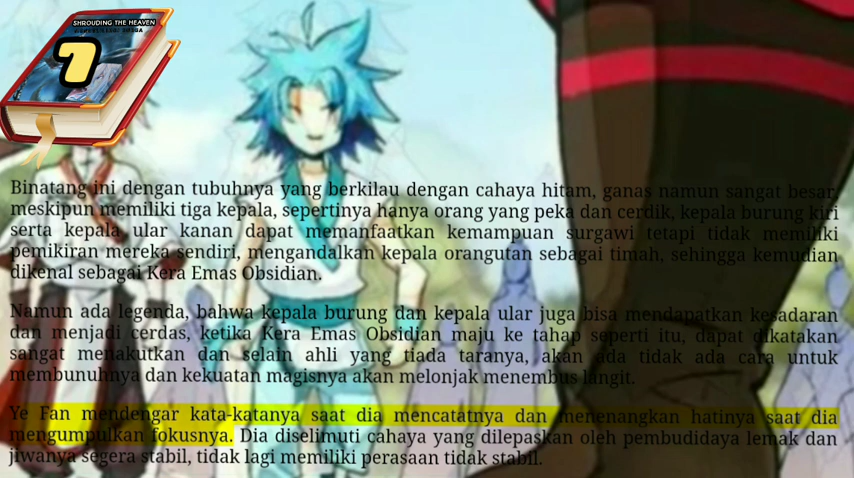 SHROUDING THE HEAVEN
7
Binatang ini dengan tubuhnya yang berkilau dengan cahaya hitam, ganas namun sangat besar,
meskipun memiliki tiga kepala, sepertinya hanya orang yang peka dan cerdik, kepala burung kiri
serta kepala ular kanan dapat memanfaatkan kemampuan surgawi tetapi tidak memiliki
pemikiran mereka sendiri, mengandalkan kepala orangutan sebagai timah, sehingga kemudian
dikenal sebagai Kera Emas Obsidian.
Namun ada legenda, bahwa kepala burung dan kepala ular juga bisa mendapatkan kesadaran
dan menjadi cerdas, ketika Kera Emas Obsidian maju ke tahap seperti itu, dapat dikatakan
sangat menakutkan dan selain ahli yang tiada taranya, akan ada tidak ada cara untuk
membunuhnya dan kekuatan magisnya akan melonjak menembus langit.
Ye Fan mendengar kata-katanya saat dia mencatatnya dan menenangkan hatinya saat dia
mengumpulkan fokusnya. Dia diselimuti cahaya yang dilepaskan oleh pembudidaya lemak dan
jiwanya segera stabil, tidak lagi memiliki perasaan tidak stabil.